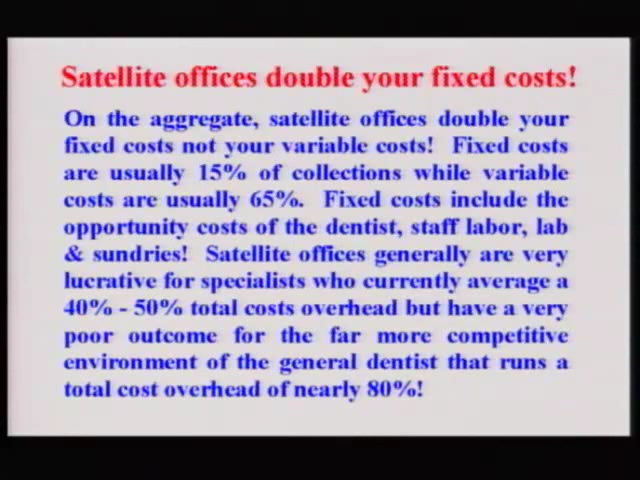 Satellite offices double your fixed costs!
On the aggregate, satellite offices double your
fixed costs not your variable costs! Fixed costs
are usually 15% of collections while variable
costs are usually 65%. Fixed costs include the
opportunity costs of the dentist, staff labor, lab
& sundries! Satellite offices generally are very
lucrative for specialists who currently average a
40% - 50% total costs overhead but have a very
poor outcome for the far more competitive
environment of the general dentist that runs a
total cost overhead of nearly 80%!